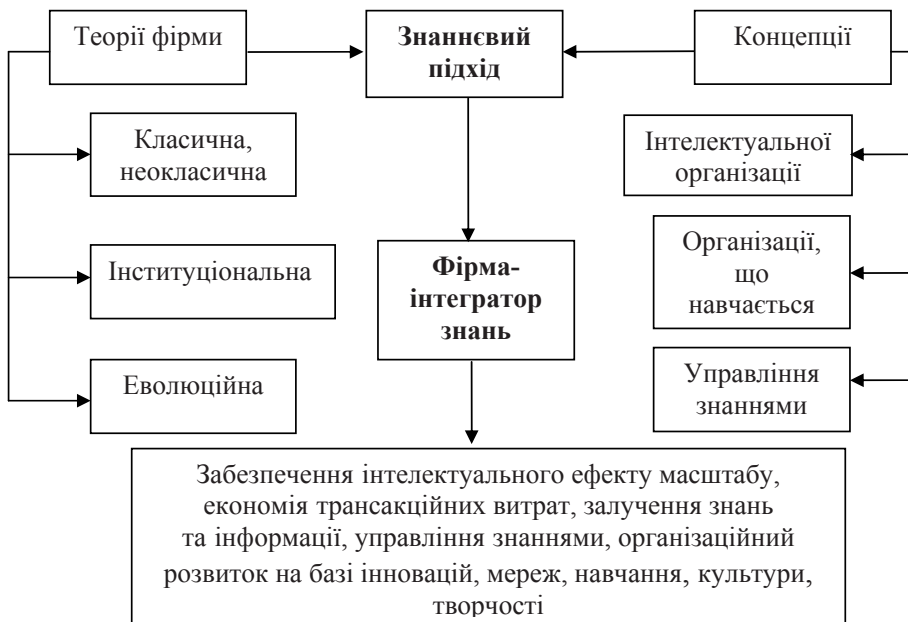 Теорії фірми
Знаннєвий
підхід
Концепції
Класична,
неокласична
Інтелектуальної
організації
Інституціональна
Фірма-
інтегратор
знань
Організації,
що
навчається
Еволюційна
Управління
знаннями
Забезпечення інтелектуального ефекту масштабу,
економія трансакційних витрат, залучення знань
та інформації, управління знаннями, організаційний
розвиток на базі інновацій, мереж, навчання, культури,
творчості